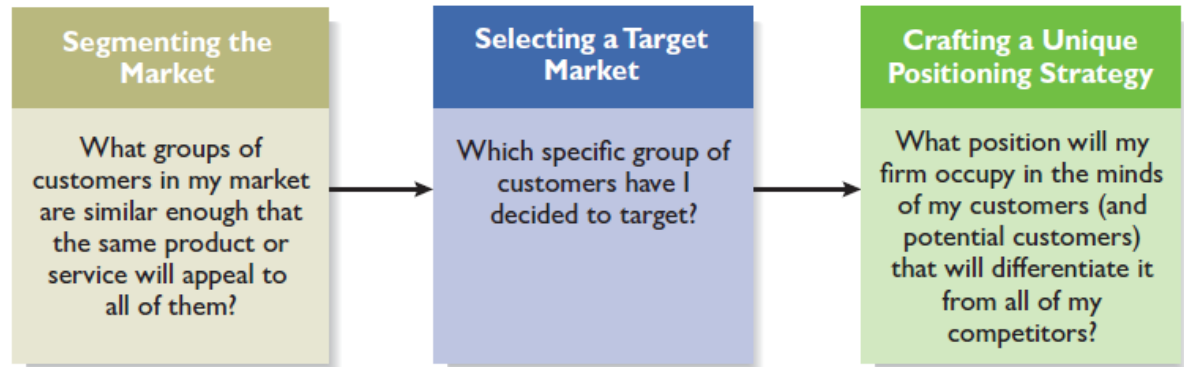 Segmenting the
Market
What groups of
customers in my market
are similar enough that
the same product or
service will appeal to
all of them?
Selecting a Target
Market
Which specific group of
customers have I
decided to target?
Crafting a Unique
Positioning Strategy
What position will my
firm occupy in the minds
of my customers (and
potential customers)
that will differentiate it
from all of my
competitors?